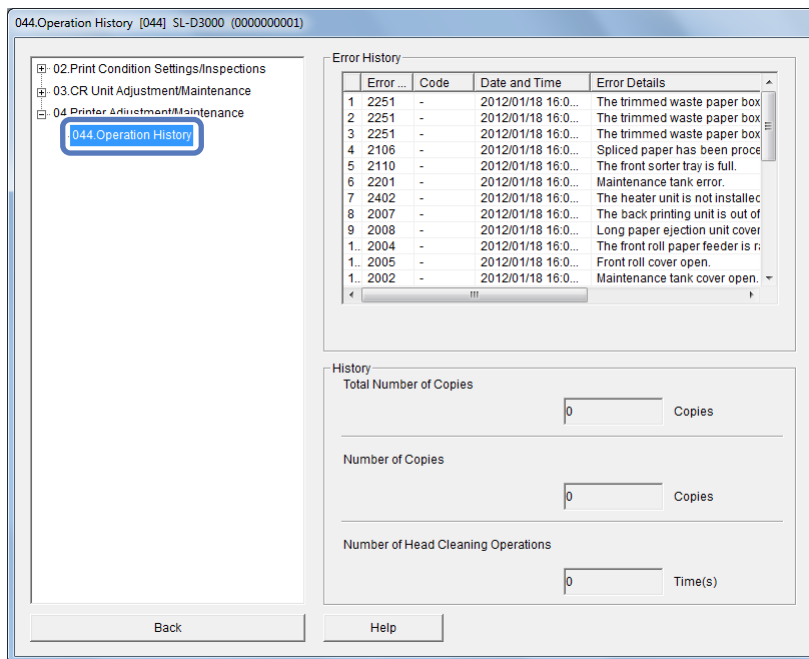 044.Operation History [044] SL-D3000 (0000000001)
02.Print Condition Settings/Inspections
03.CR Unit Adjustment/Maintenance
04.Printer Adjustment/Maintenance
044.Operation History
Back
Error History
Error ... Code Date and Time Error Details
1 2251 - 2012/01/18 16:0... The trimmed waste paper box
2 2251 - 2012/01/18 16:0... The trimmed waste paper box
3 2251 - 2012/01/18 16:0... The trimmed waste paper box
4 2106 - 2012/01/18 16:0... Spliced paper has been proce
5 2110 - 2012/01/18 16:0... The front sorter tray is full.
6 2201 - 2012/01/18 16:0... Maintenance tank error.
7 2402 - 2012/01/18 16:0... The heater unit is not installed
8 2007 - 2012/01/18 16:0... The back printing unit is out of
9 2008 - 2012/01/18 16:0... Long paper ejection unit cover
1.. 2004 - 2012/01/18 16:0... The front roll paper feeder is
1.. 2005 - 2012/01/18 16:0... Front roll cover open.
1.. 2002 - 2012/01/18 16:0... Maintenance tank cover open.
History
Total Number of Copies
0 Copies
Number of Copies
0 Copies
Number of Head Cleaning Operations
0 Time(s)
Help